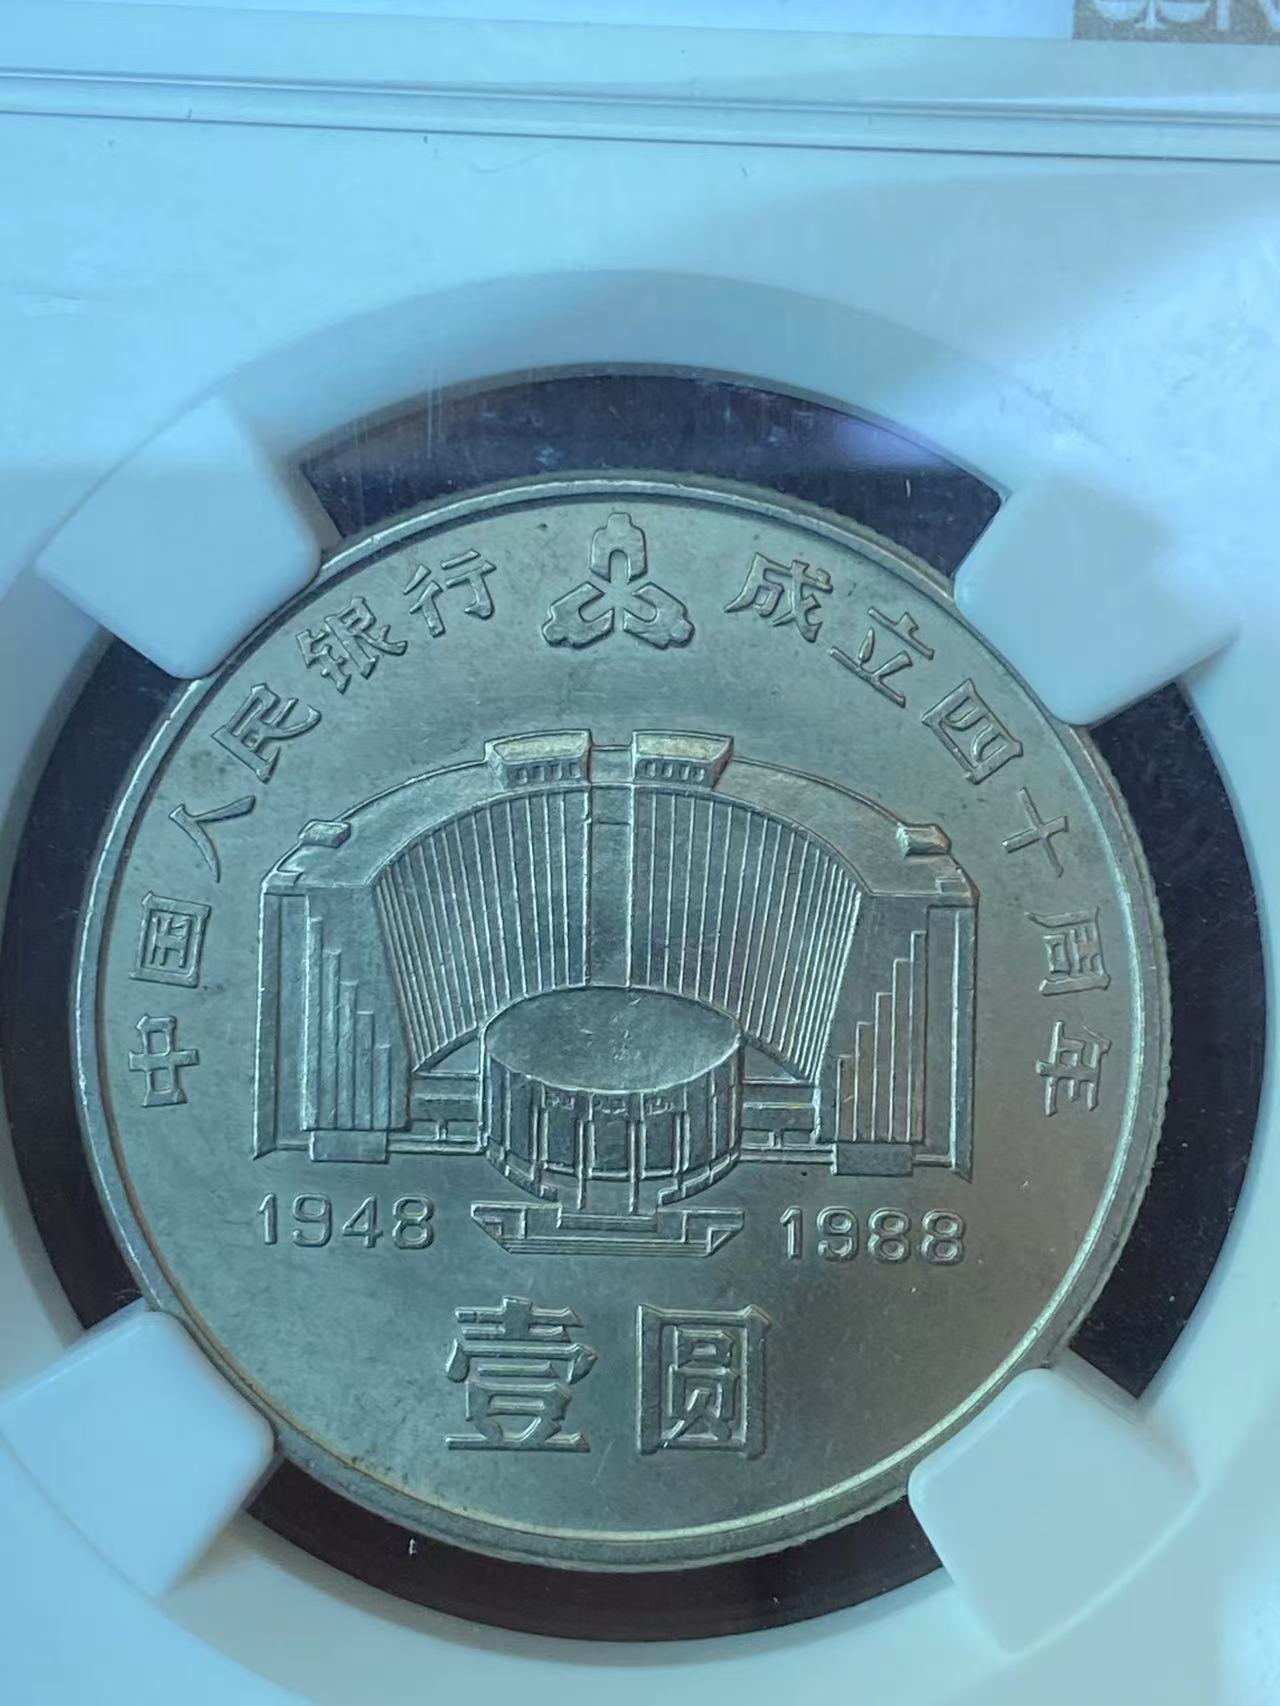 中国人民银行 成立四十周年
1948 1988
壹圆